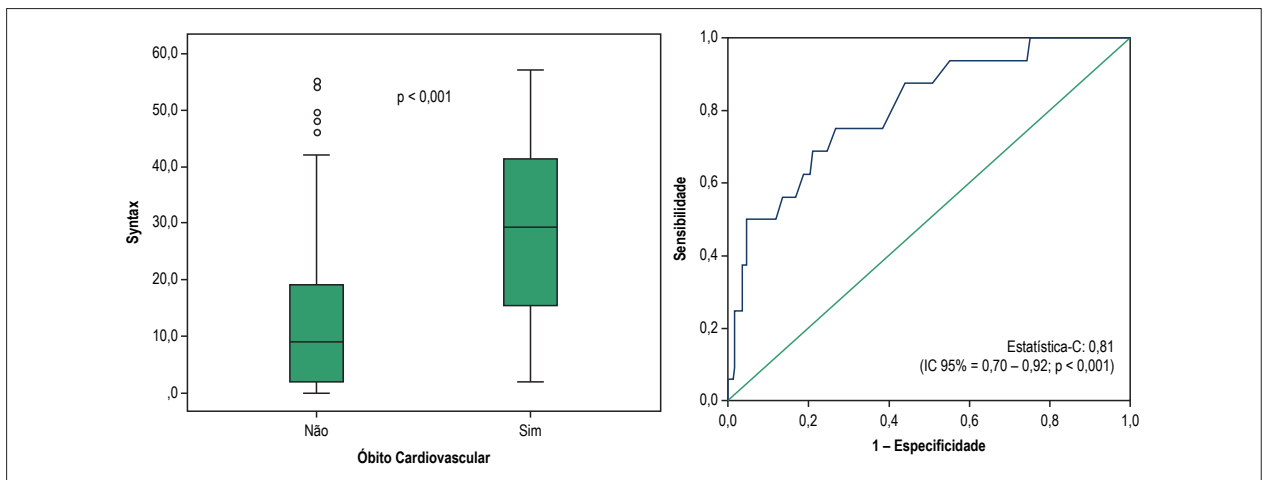 60,0
50,0
40,0
30,0
20,0
10,0
,0
Syntax
p < 0,001
Não
Sim
Óbito Cardiovascular
1,0
0,8
0,6
0,4
0,2
0,0
Sensibilidade
Estatística-C: 0,81
(IC 95% = 0,70 – 0,92; p < 0,001)
0,0
0,2
0,4
0,6
0,8
1,0
1 – Especificidade